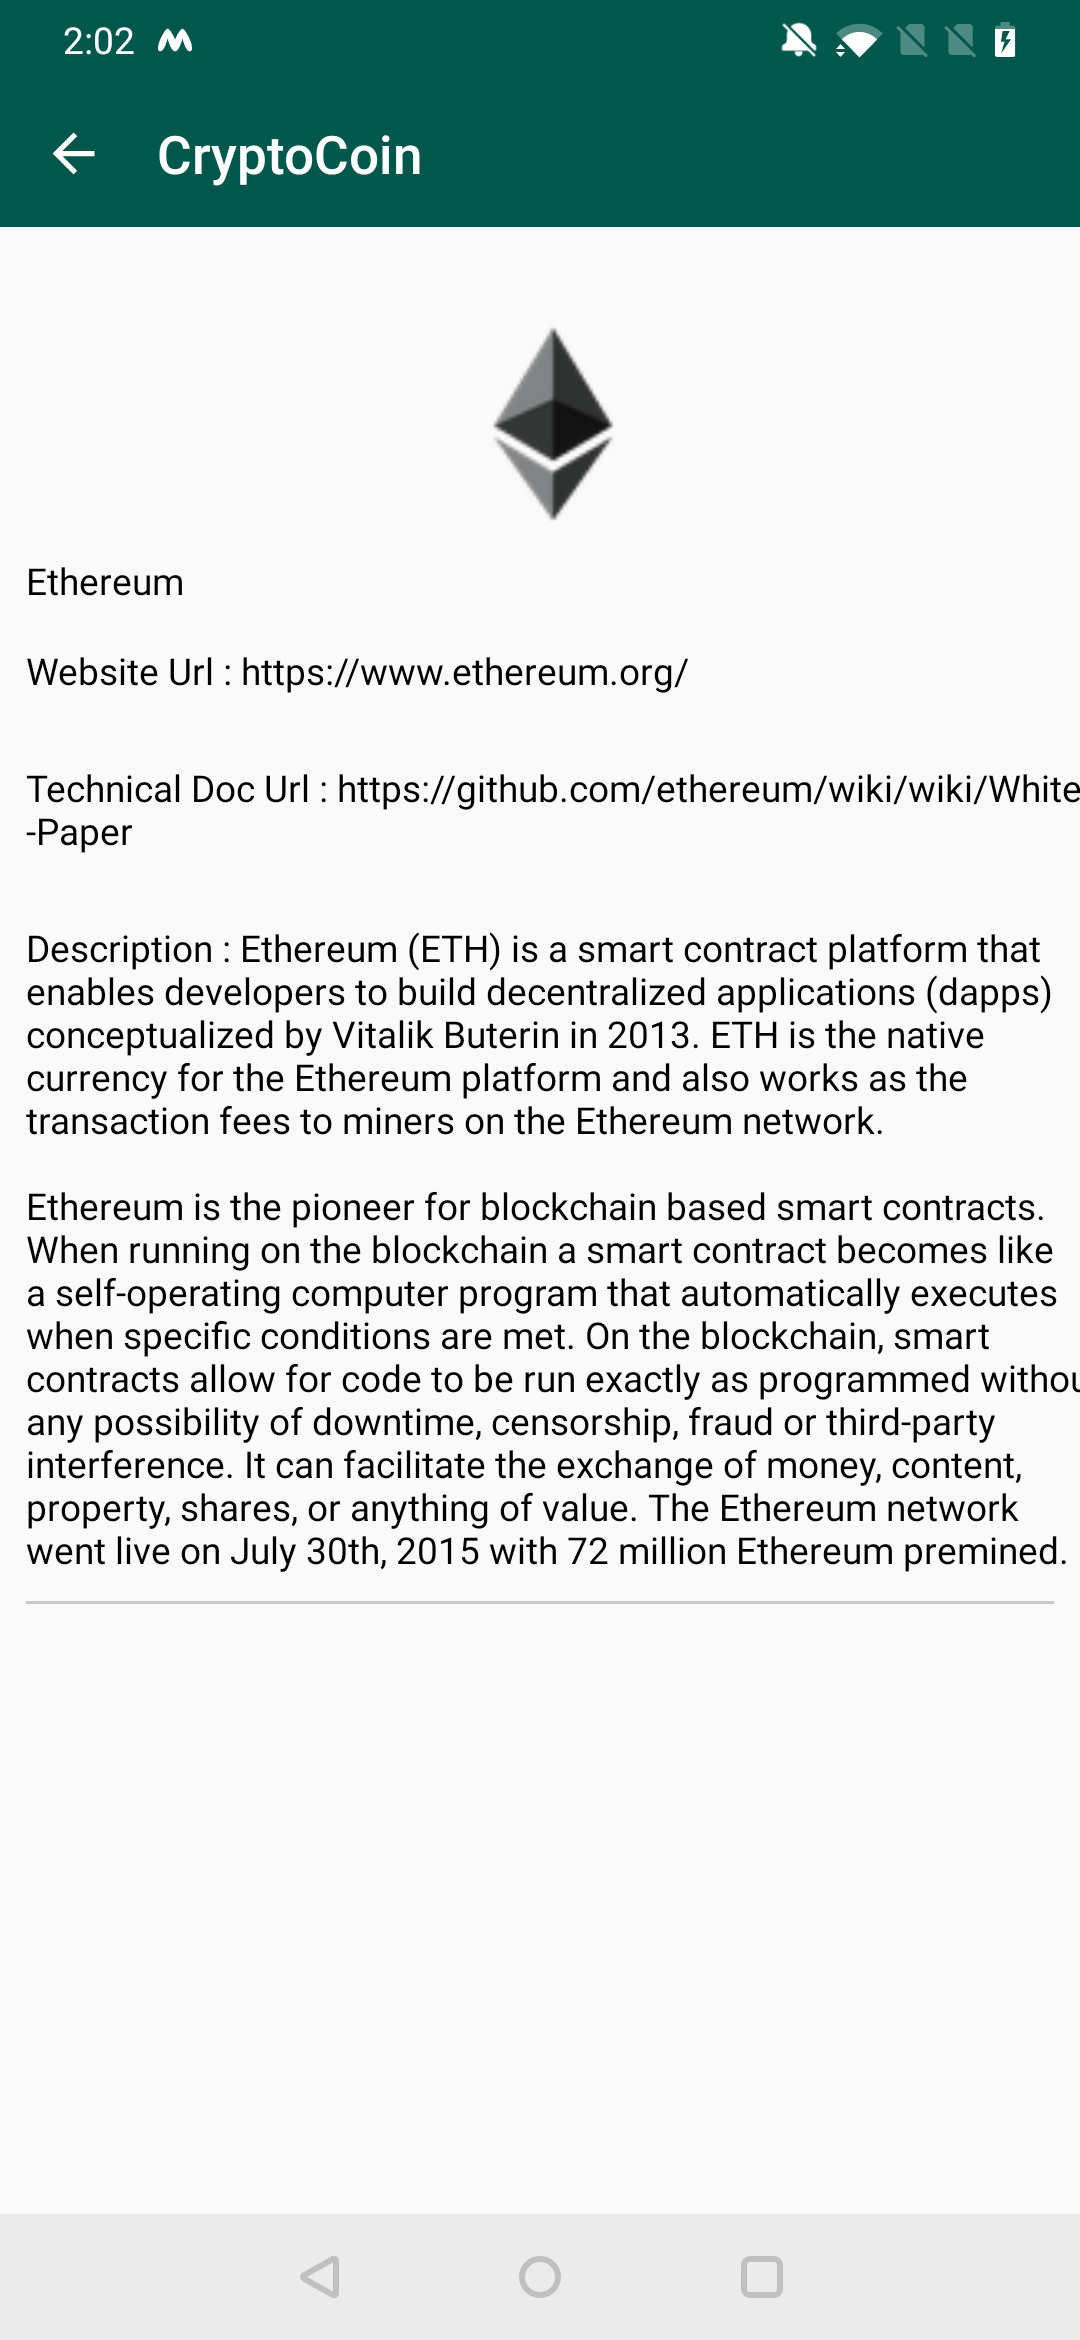 2:02
CryptoCoin
Ethereum
Website Url : https://www.ethereum.org/
Technical Doc Url : https://github.com/ethereum/wiki/wiki/White
-Paper
Description : Ethereum (ETH) is a smart contract platform that
enables developers to build decentralized applications (dapps)
conceptualized by Vitalik Buterin in 2013. ETH is the native
currency for the Ethereum platform and also works as the
transaction fees to miners on the Ethereum network.
Ethereum is the pioneer for blockchain based smart contracts.
When running on the blockchain a smart contract becomes like
a self-operating computer program that automatically executes
when specific conditions are met. On the blockchain, smart
contracts allow for code to be run exactly as programmed withou
any possibility of downtime, censorship, fraud or third-party
interference. It can facilitate the exchange of money, content,
property, shares, or anything of value. The Ethereum network
went live on July 30th, 2015 with 72 million Ethereum premined.